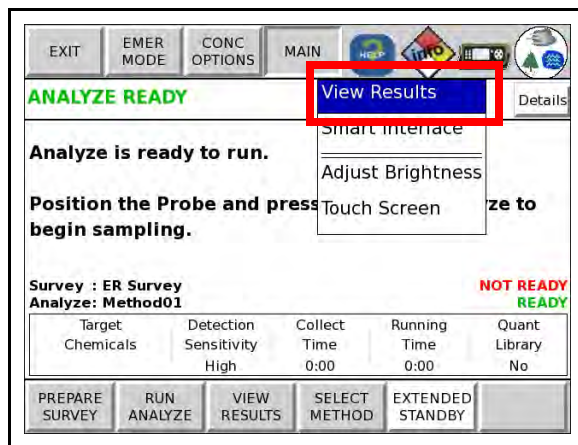 EXIT
EMER
MODE
CONC
OPTIONS
MAIN
HELP
info
ANALYZE READY
Details
View Results
Smart Interface
Adjust Brightness
Touch Screen
Analyze is ready to run.
Position the Probe and press ze to
begin sampling.
Survey : ER Survey
NOT READY
Analyze: Method01
READY
Target
Chemicals
Detection
Sensitivity
High
Collect
Time
0:00
Running
Time
0:00
Quant
Library
No
PREPARE
SURVEY
RUN
ANALYZE
VIEW
RESULTS
SELECT
METHOD
EXTENDED
STANDBY